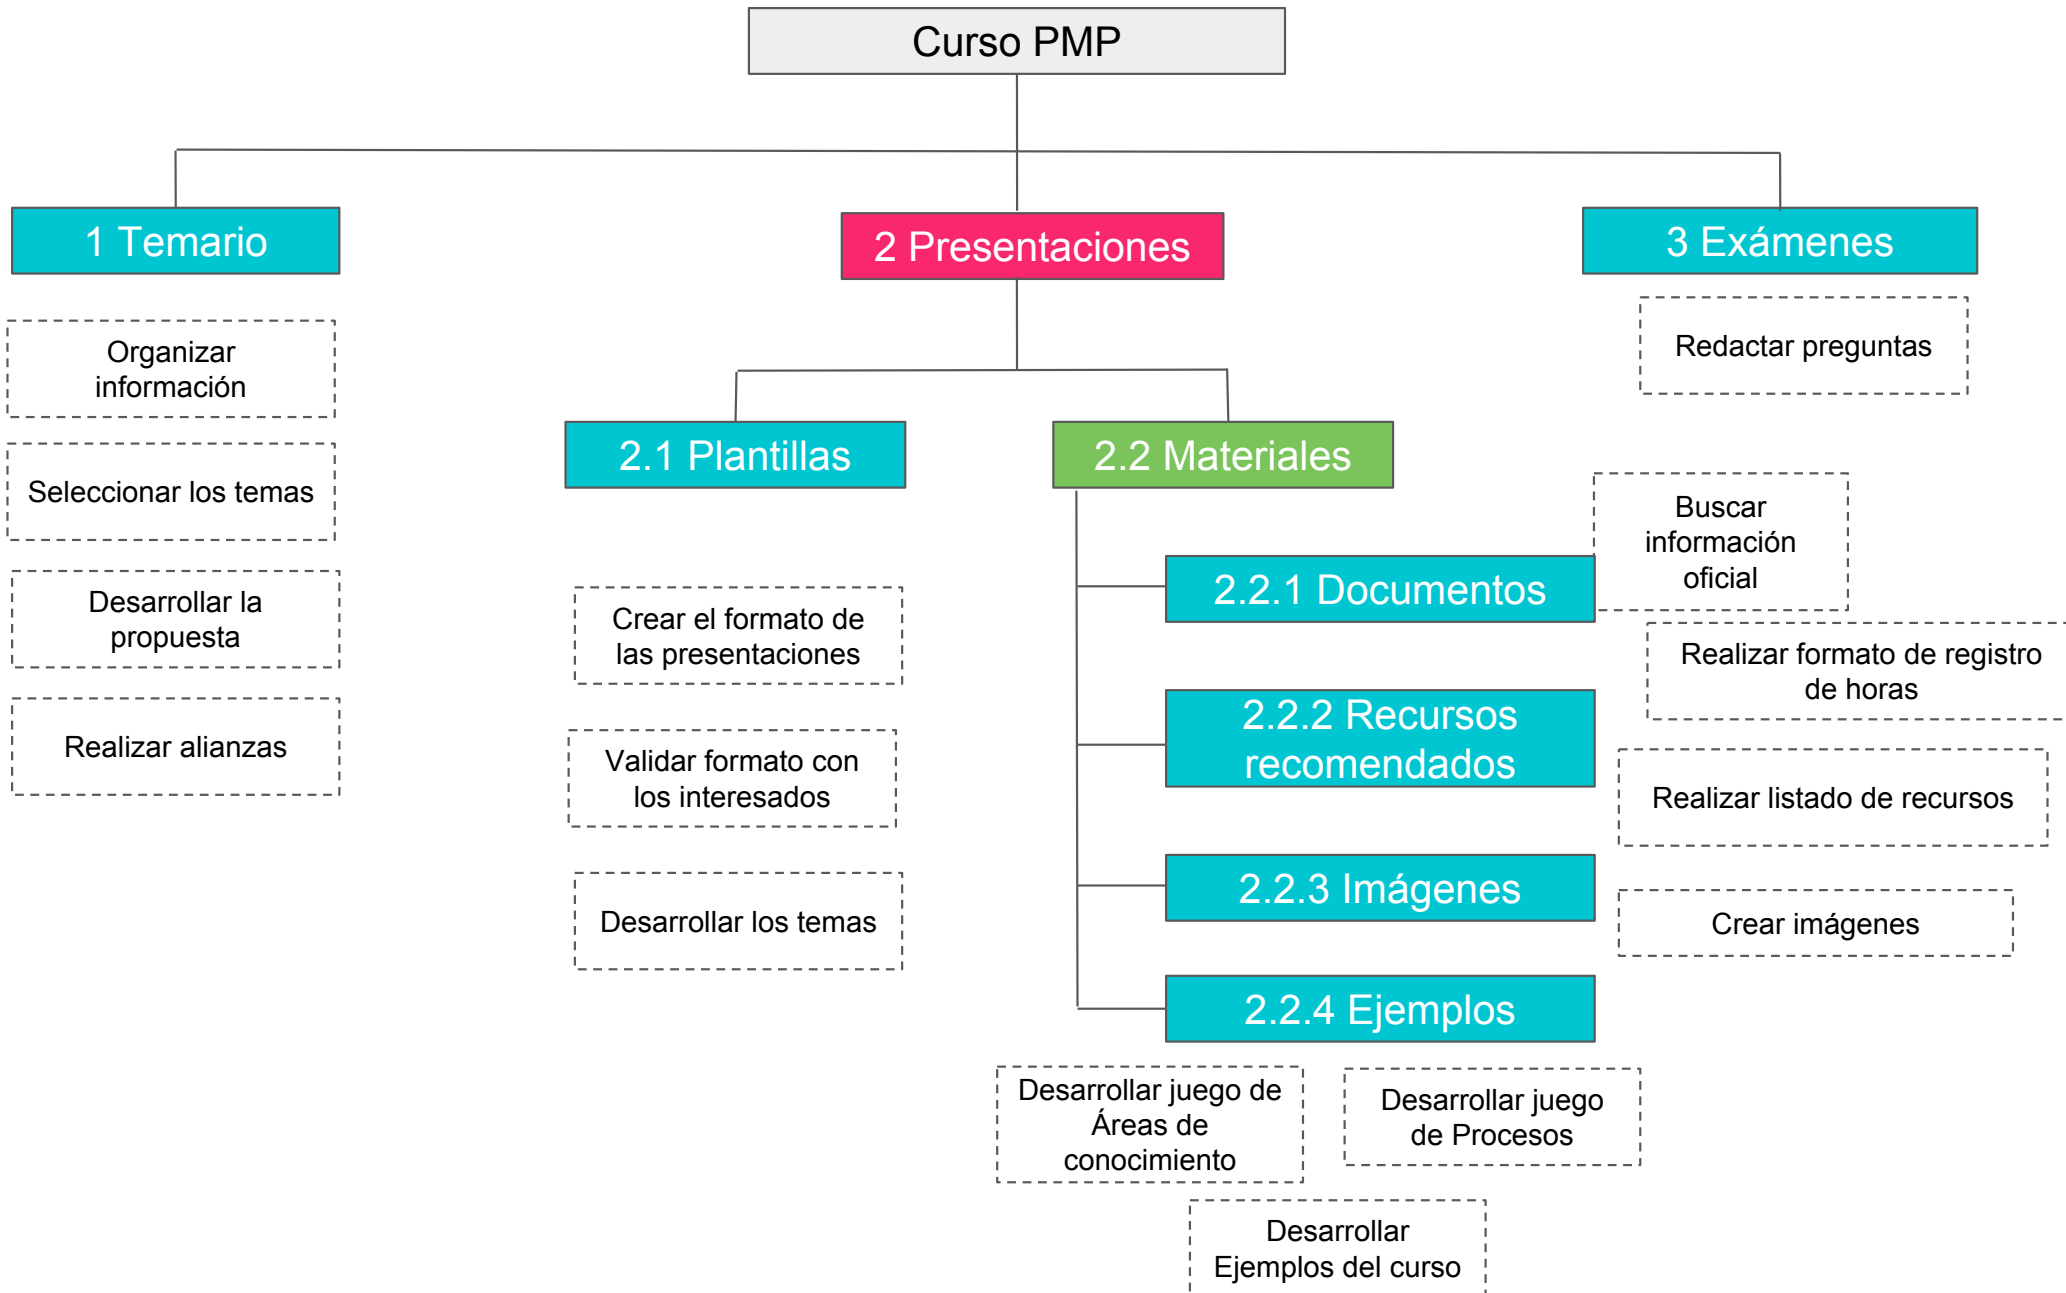 Curso PMP
1 Temario
2 Presentaciones
3 Exámenes
Organizar
información
Seleccionar los temas
Desarrollar la
propuesta
Realizar alianzas
2.1 Plantillas
Crear el formato de
las presentaciones
Validar formato con
los interesados
Desarrollar los temas
2.2 Materiales
2.2.1 Documentos
2.2.2 Recursos
recomendados
2.2.3 Imágenes
2.2.4 Ejemplos
Desarrollar juego de
Áreas de
conocimiento
Desarrollar juego
de Procesos
Desarrollar
Ejemplos del curso
Redactar preguntas
Buscar
información
oficial
Realizar formato de registro
de horas
Realizar listado de recursos
Crear imágenes